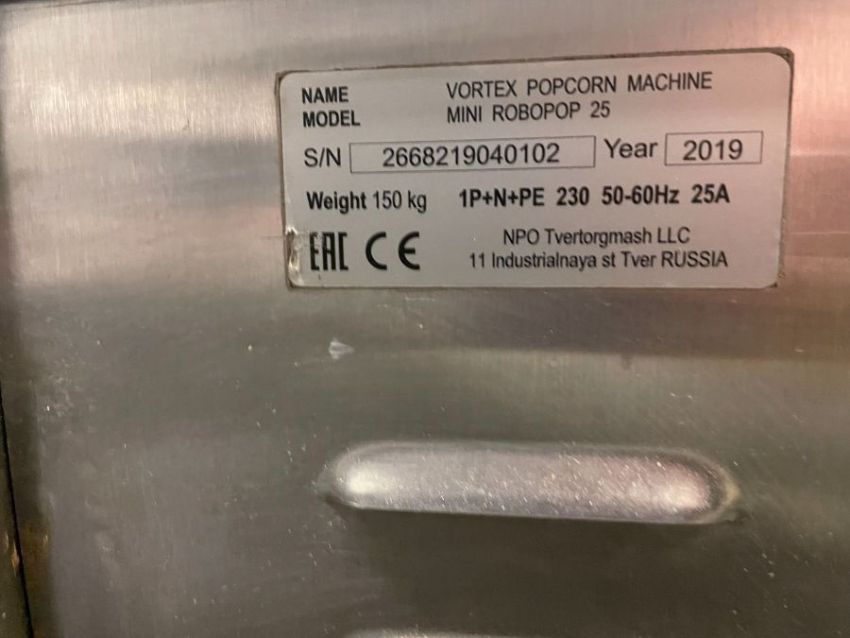 NAME VORTEX POPCORN MACHINE
MODEL MINI ROBOPOP 25
S/N 2668219040102 Year 2019
Weight 150 kg 1P+N+PE 230 50-60Hz 25A
EAC CE NPO Tvertorgmash LLC
11 Industrialnaya st Tver RUSSIA